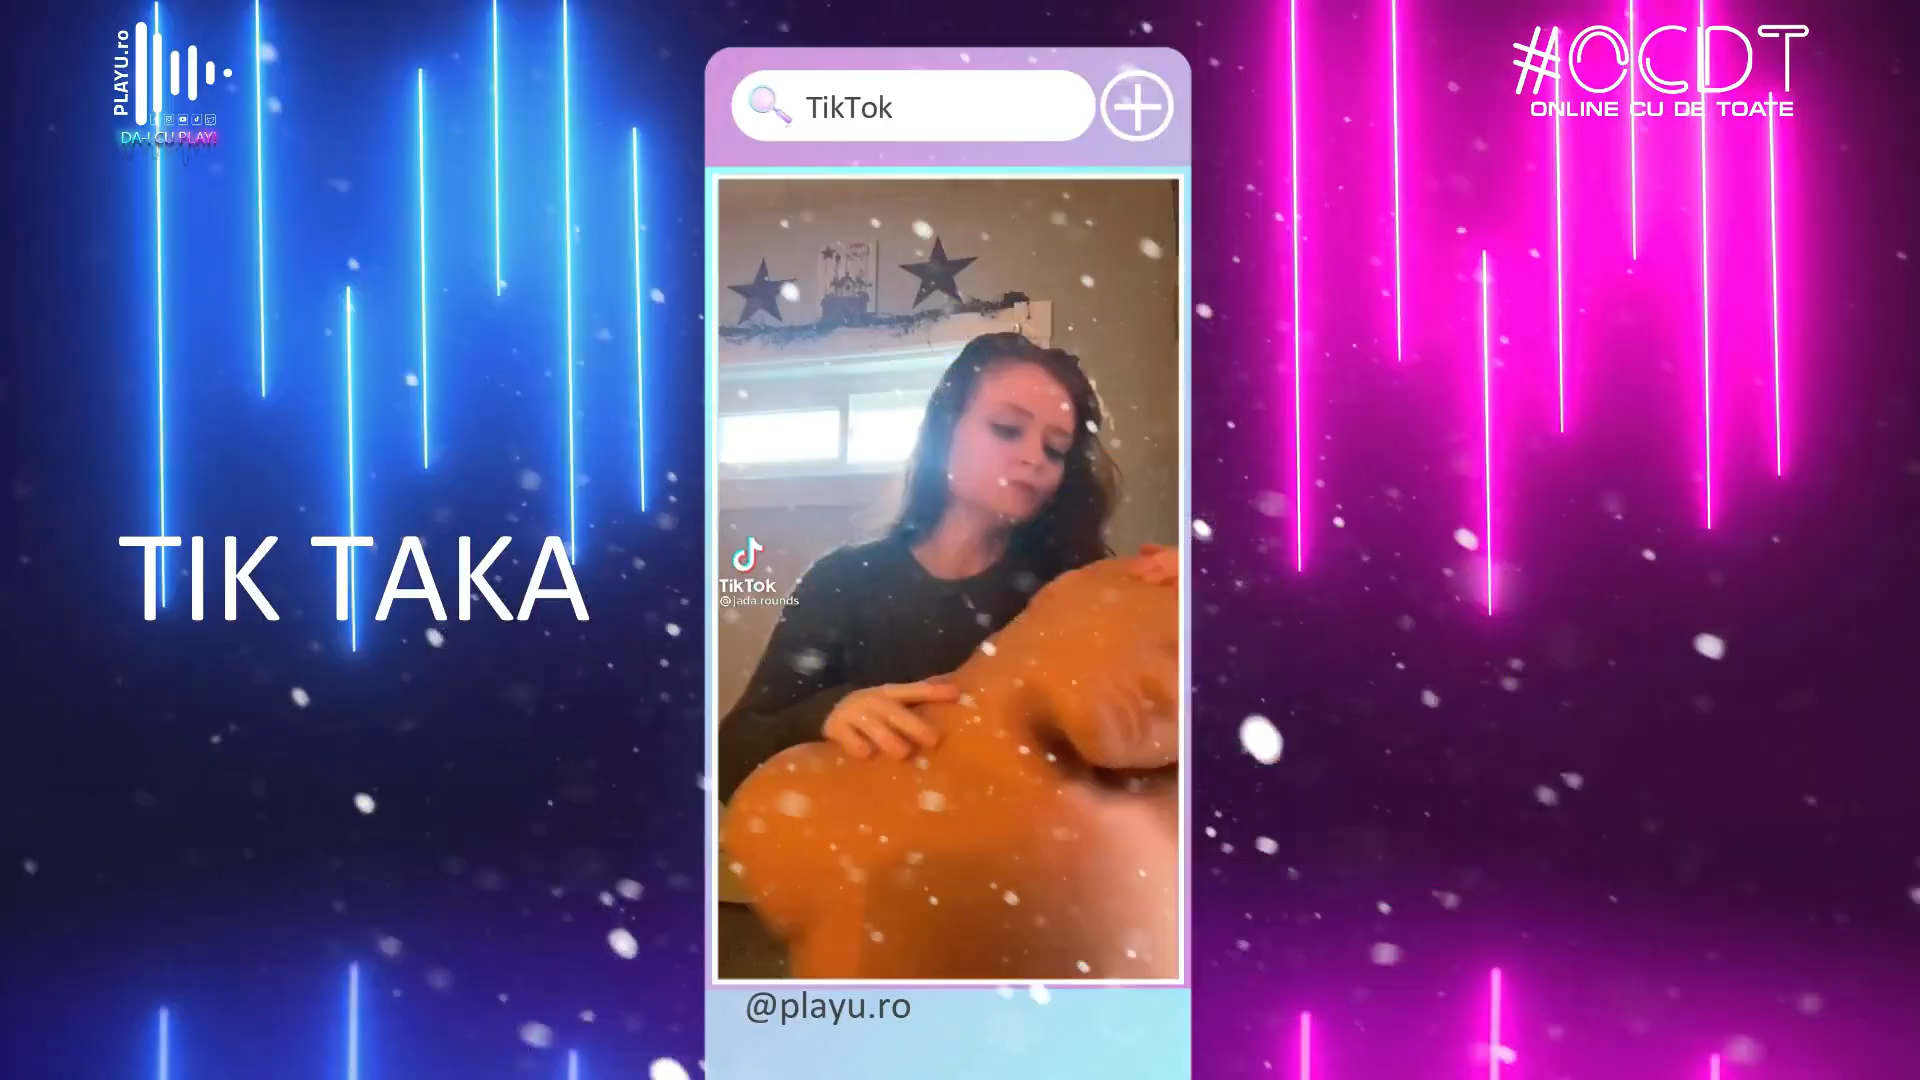 PLAYU.ro
DA-I CU PLAY!
#OCDT
ONLINE CU DE TOATE
TikTok
TikTok
@jada.rounds
TIK TAKA
@playu.ro